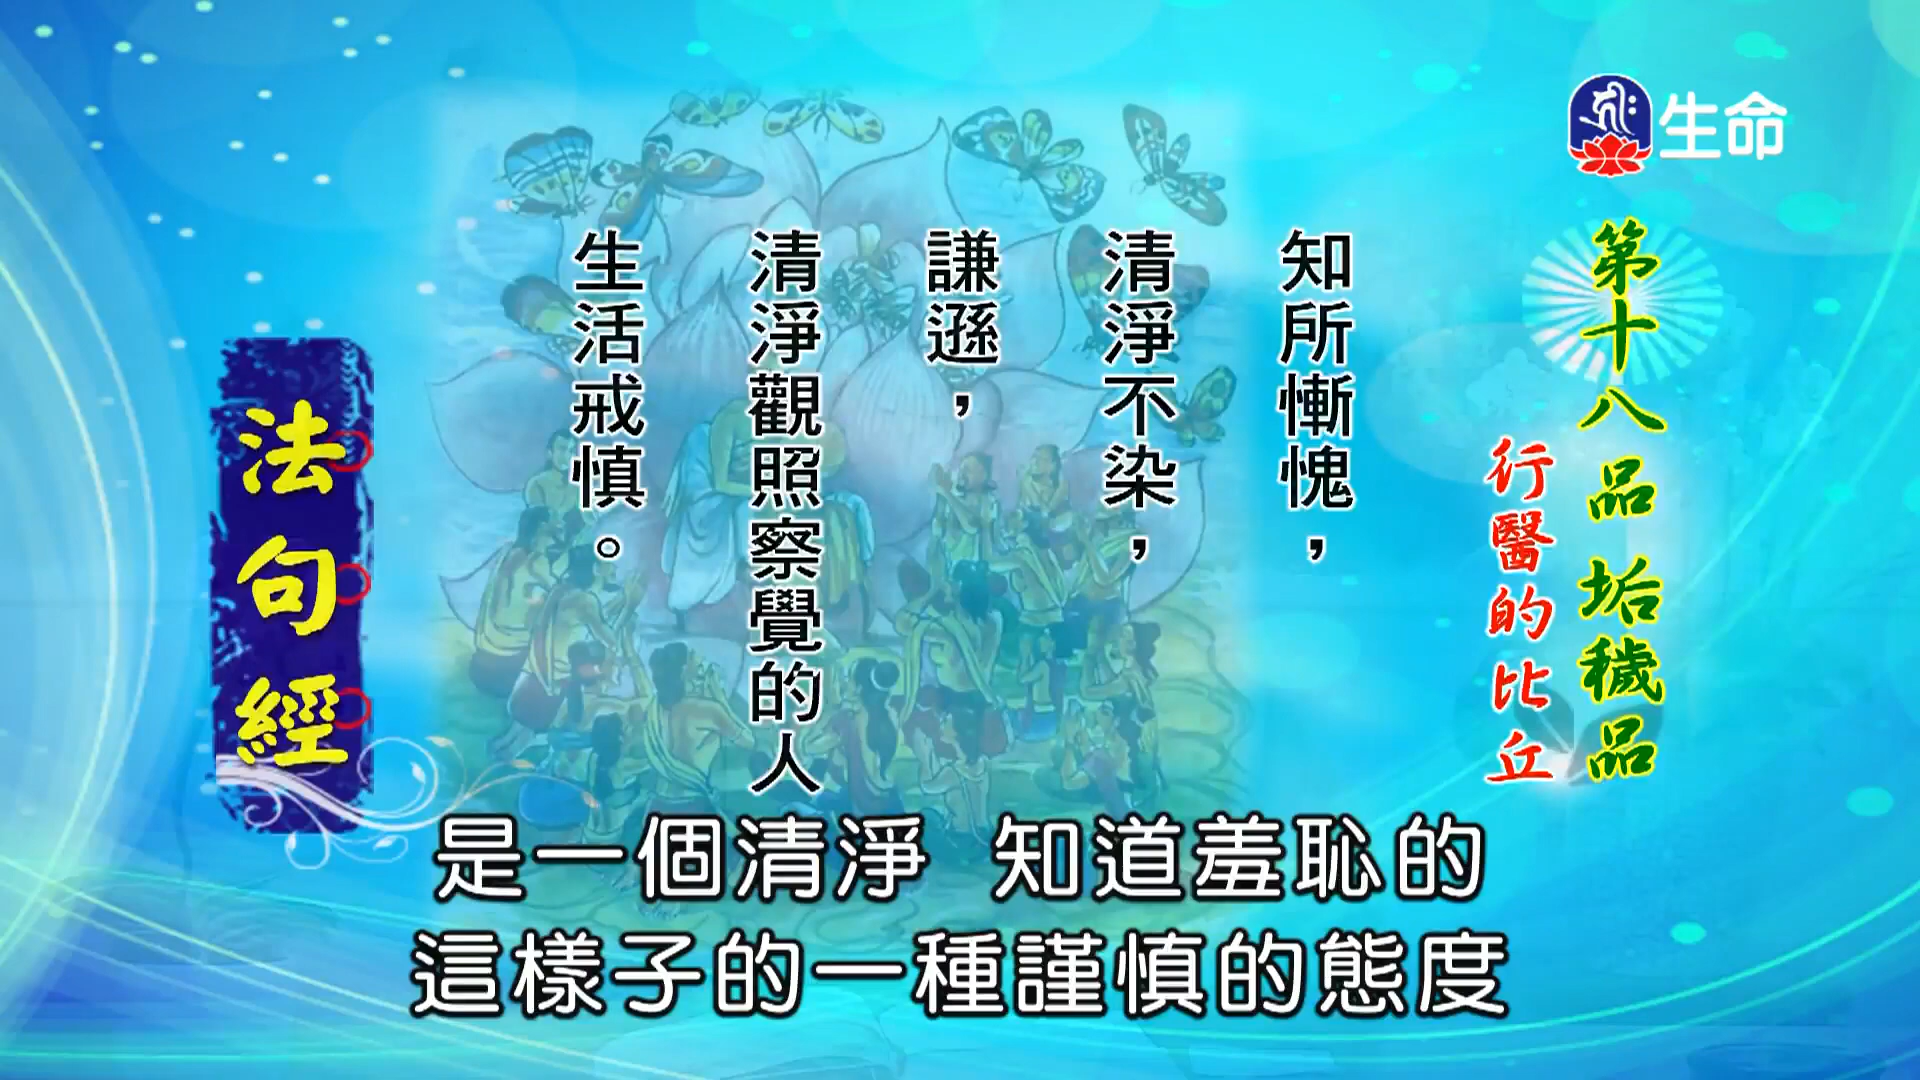 生命
第十八品 垢穢品
行醫的比丘
知所慚愧，
清淨不染，
謙遜，
清淨觀照察覺的人
生活戒慎。
法句經
是一個清淨 知道羞恥的
這樣子的一種謹慎的態度